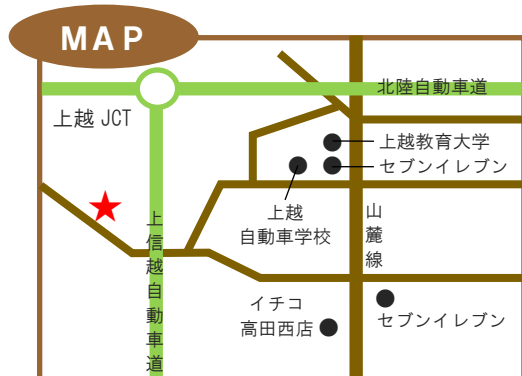 MAP
北陸自動車道
上越 JCT
上越教育大学
セブンイレブン
上越
自動車学校
山麓線
上信越自動車道
イチコ
高田西店
セブンイレブン